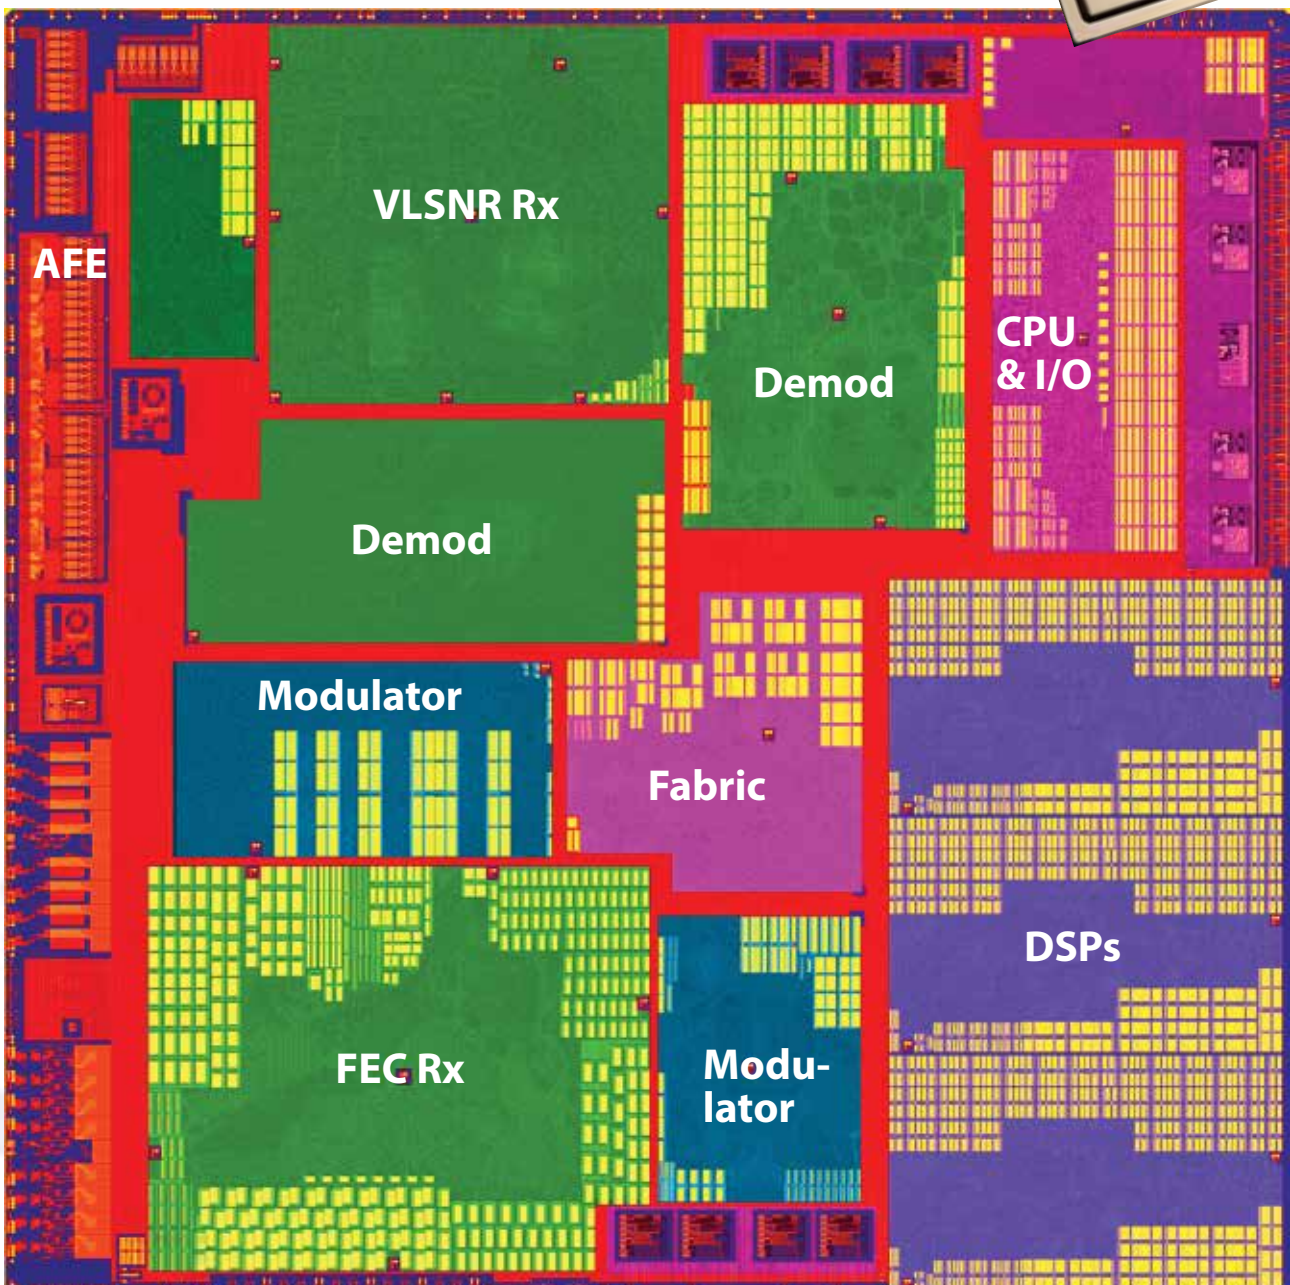 VLSNR Rx
AFE
CPU
& I/O
Demod
Demod
Modulator
Fabric
DSPs
FEC Rx
Modu-
lator